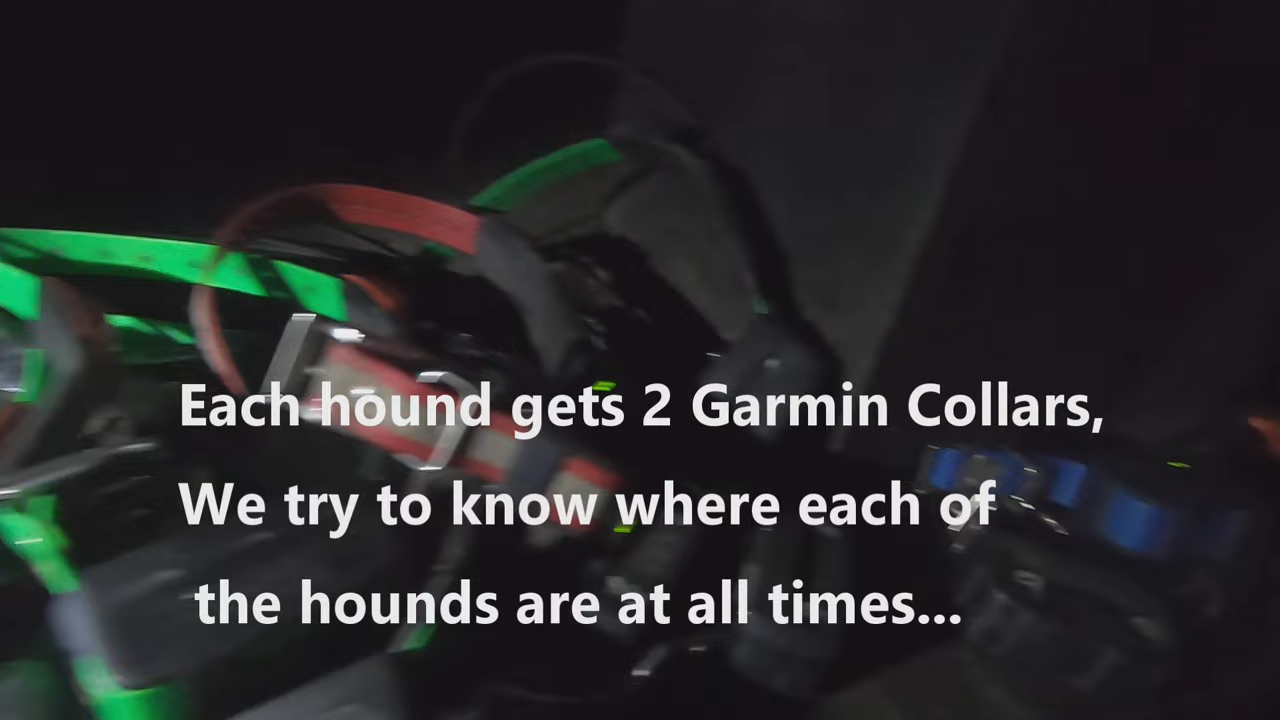 Each hound gets 2 Garmin Collars,
We try to know where each of
the hounds are at all times...